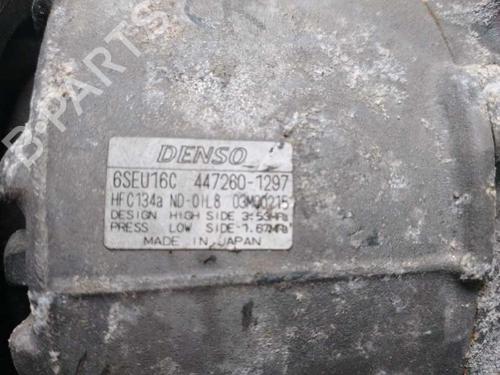 DENSO
6SEU16C 447260-1297
HFC134a ND-OIL8 03M00215
DESIGN HIGH SIDE 3.53MPa
PRESS LOW SIDE 1.67MPa
MADE IN JAPAN
B-PARTS